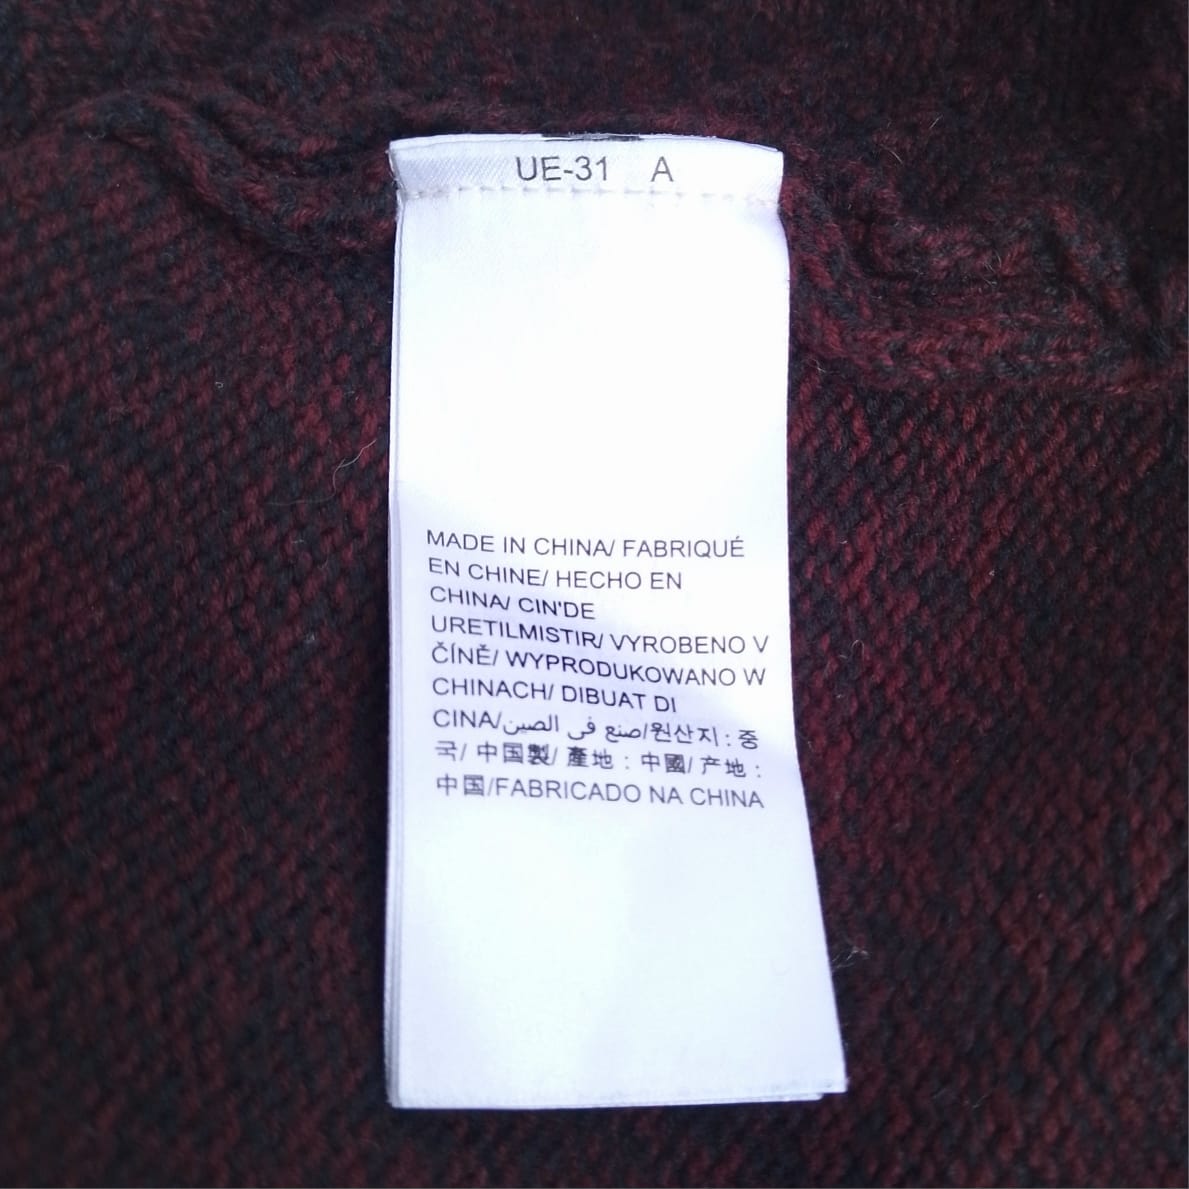 UE-31 A
MADE IN CHINA/ FABRIQUÉ
EN CHINE/ HECHO EN
CHINA/ CIN'DE
URETILMISTIR/ VYROBENO V
ČÍNĚ/ WYPRODUKOWANO W
CHINACH/ DIBUAT DI
CINA/صنع في الصين/원산지 : 중
국/ 中国製/ 產地 : 中國/ 产地 :
中国/FABRICADO NA CHINA